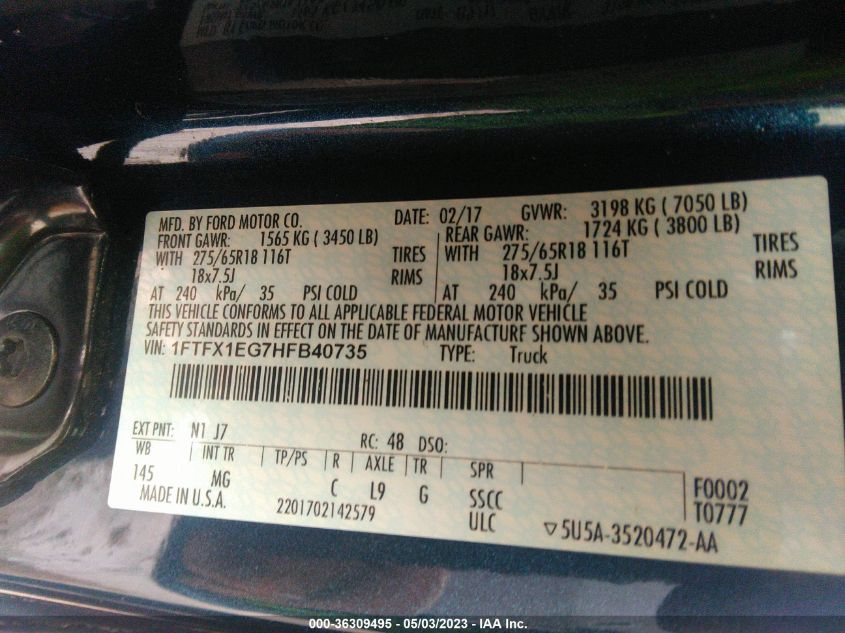 MFD. BY FORD MOTOR CO. DATE: 02/17 GVWR: 3198 KG ( 7050 LB)
FRONT GAWR: 1565 KG ( 3450 LB) REAR GAWR: 1724 KG ( 3800 LB)
WITH 275/65R18 116T TIRES WITH 275/65R18 116T TIRES
18x7.5J RIMS 18x7.5J RIMS
AT 240 kPa/ 35 PSI COLD AT 240 kPa/ 35 PSI COLD
THIS VEHICLE CONFORMS TO ALL APPLICABLE FEDERAL MOTOR VEHICLE
SAFETY STANDARDS IN EFFECT ON THE DATE OF MANUFACTURE SHOWN ABOVE.
VIN: 1FTFX1EG7HFB40735 TYPE: Truck
EXT PNT: N1 J7 RC: 48 DSO:
WB INT TR TP/PS R AXLE TR SPR
145 MG C L9 G SSCC F0002
MADE IN U.S.A. 2201702142579 ULC T0777
▽5U5A-3520472-AA
000-36309495 - 05/03/2023 - IAA Inc.